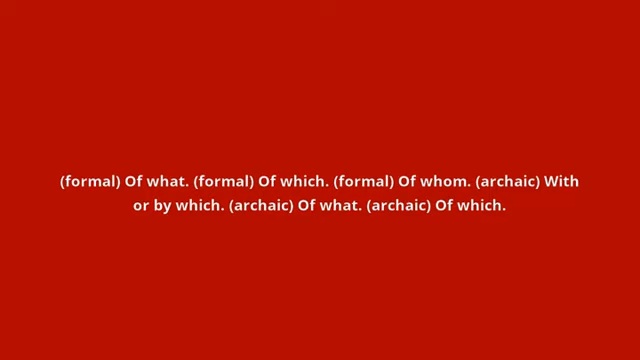 (formal) Of what. (formal) Of which. (formal) Of whom. (archaic) With
or by which. (archaic) Of what. (archaic) Of which.